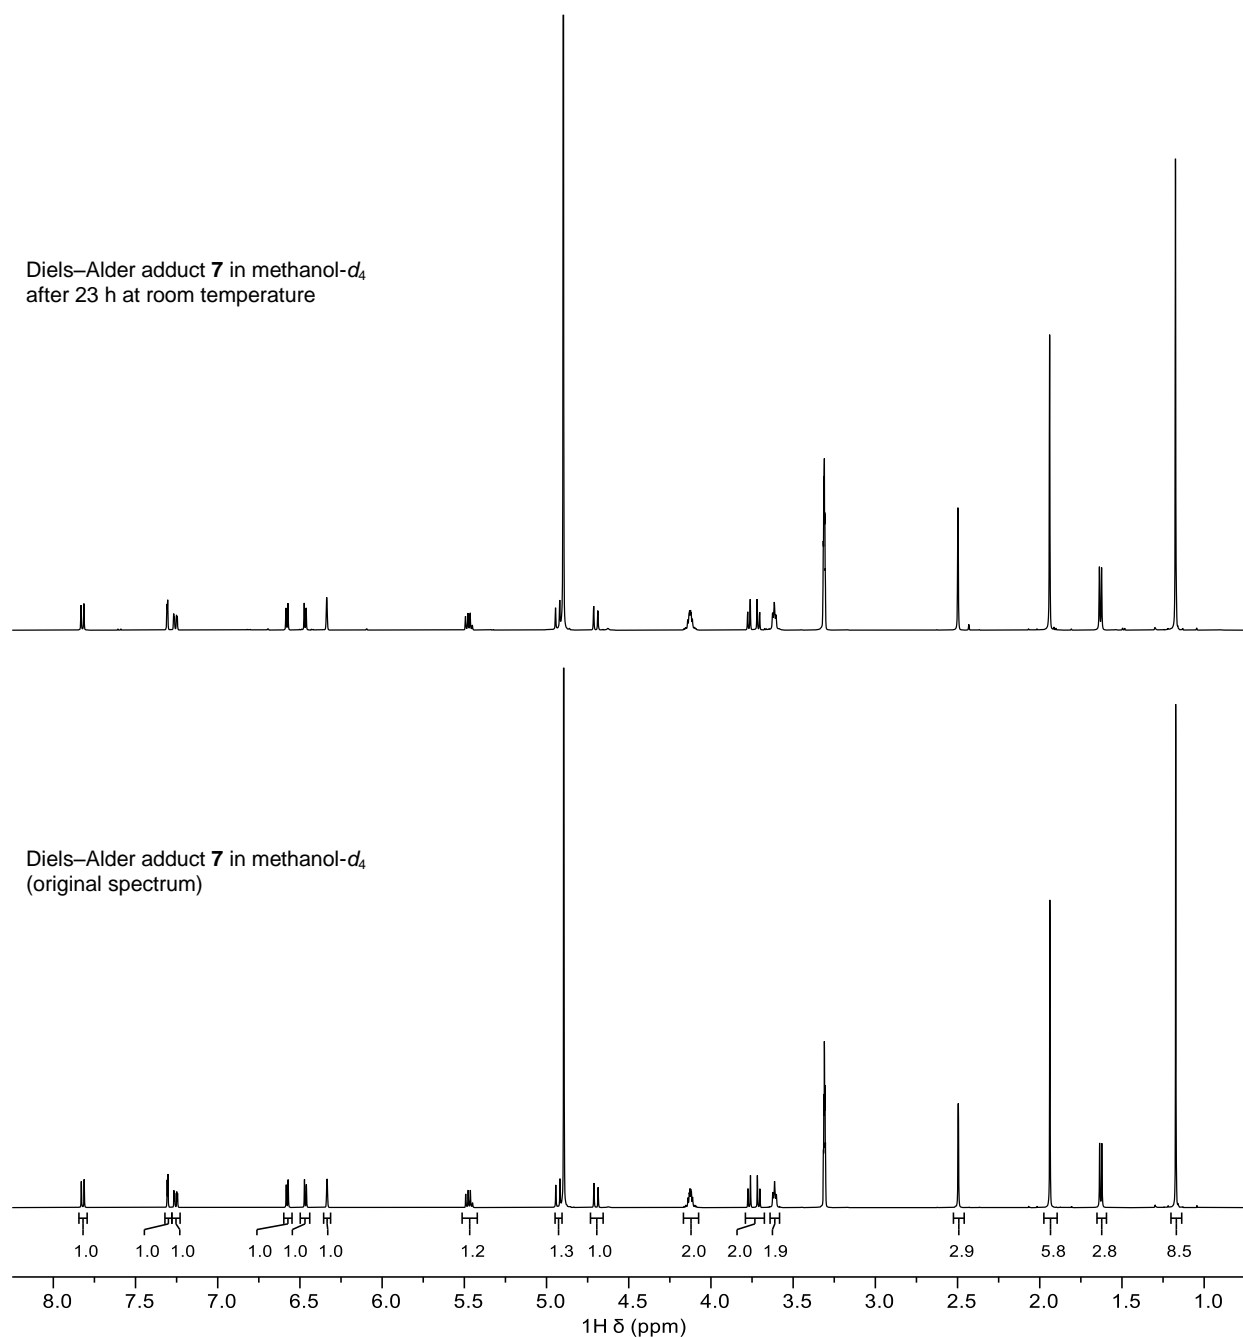 Diels–Alder adduct 7 in methanol-d4
after 23 h at room temperature
Diels–Alder adduct 7 in methanol-d4
(original spectrum)
1.0 1.0 1.0 1.0 1.0 1.0 1.2 1.3 1.0 2.0 2.0 1.9 2.9 5.8 2.8 8.5
8.0 7.5 7.0 6.5 6.0 5.5 5.0 4.5 4.0 3.5 3.0 2.5 2.0 1.5 1.0
1H δ (ppm)